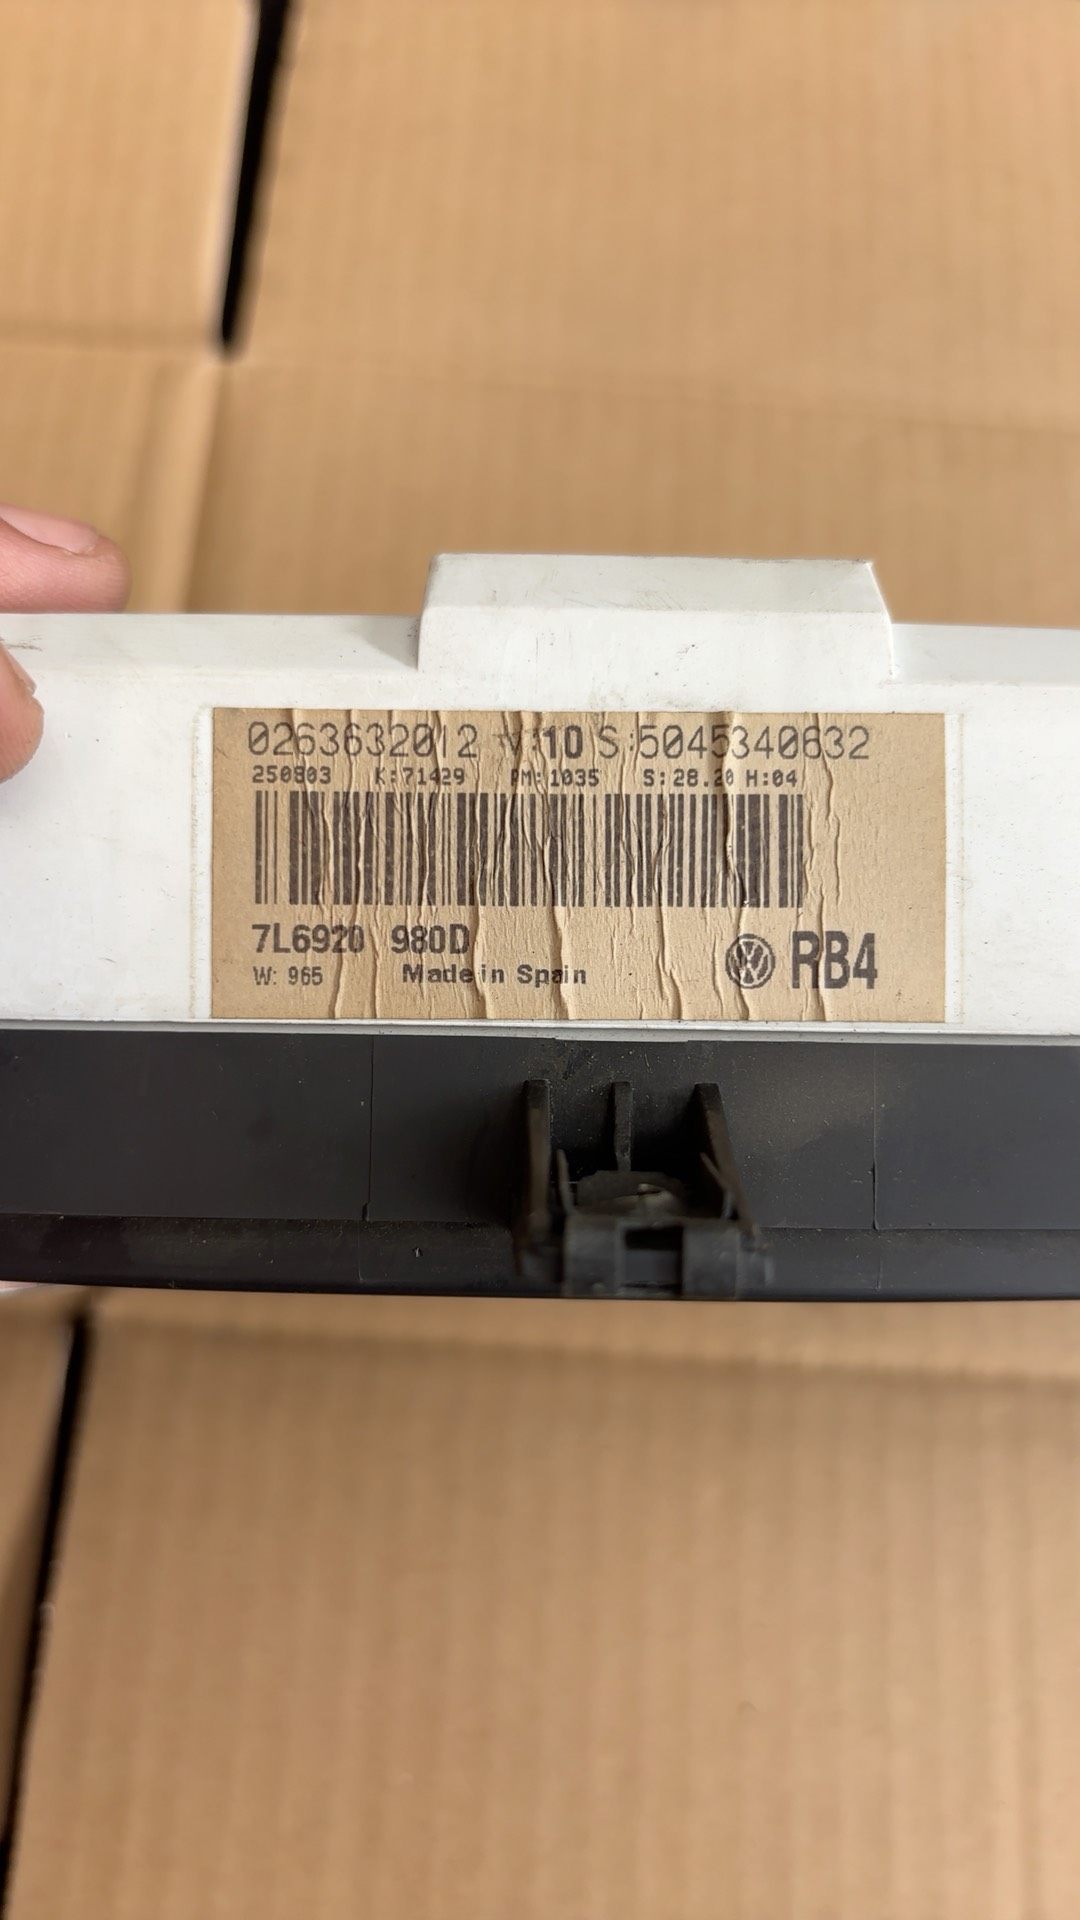 0263632012 V:10 S:5045340632
250803 K:71429 PM:1035 S:28.20 H:04
7L6920 980D RB4
W: 965 Made in Spain